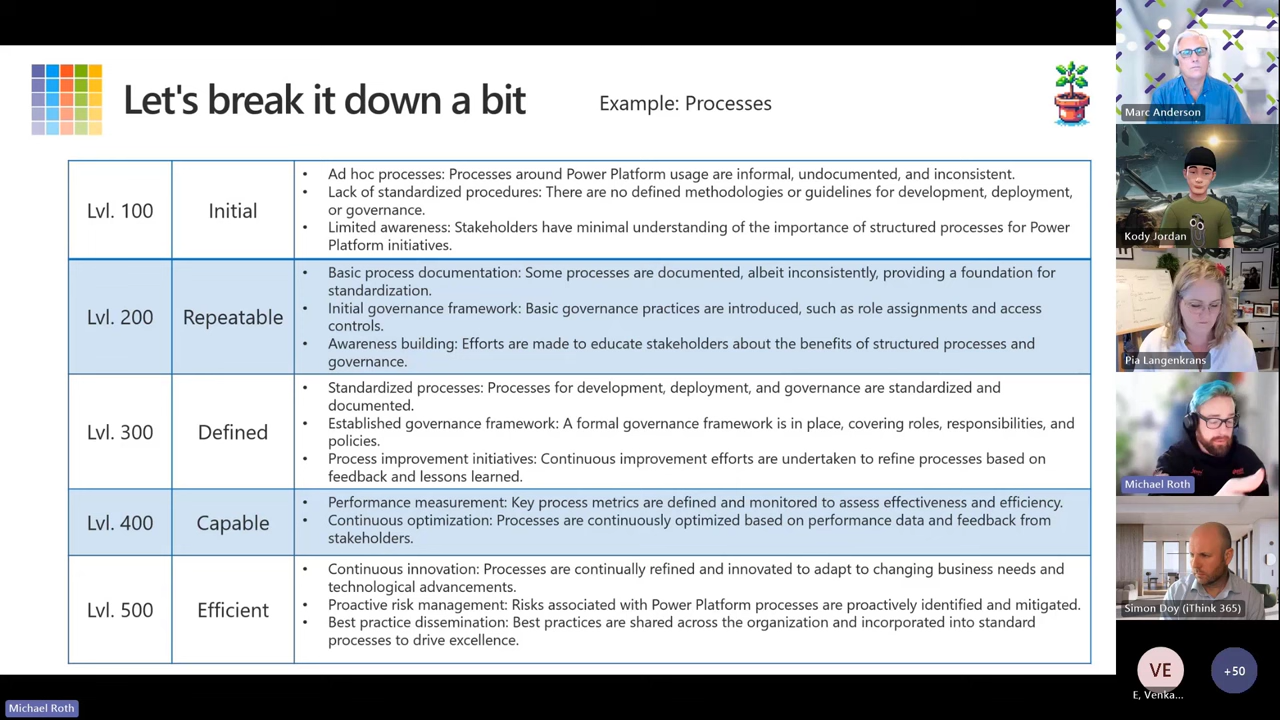 Let's break it down a bit
Example: Processes
Lvl. 100
Initial
• Ad hoc processes: Processes around Power Platform usage are informal, undocumented, and inconsistent.
• Lack of standardized procedures: There are no defined methodologies or guidelines for development, deployment,
or governance.
• Limited awareness: Stakeholders have minimal understanding of the importance of structured processes for Power
Platform initiatives.
Lvl. 200
Repeatable
• Basic process documentation: Some processes are documented, albeit inconsistently, providing a foundation for
standardization.
• Initial governance framework: Basic governance practices are introduced, such as role assignments and access
controls.
• Awareness building: Efforts are made to educate stakeholders about the benefits of structured processes and
governance.
Lvl. 300
Defined
• Standardized processes: Processes for development, deployment, and governance are standardized and
documented.
• Established governance framework: A formal governance framework is in place, covering roles, responsibilities, and
policies.
• Process improvement initiatives: Continuous improvement efforts are undertaken to refine processes based on
feedback and lessons learned.
Lvl. 400
Capable
• Performance measurement: Key process metrics are defined and monitored to assess effectiveness and efficiency.
• Continuous optimization: Processes are continuously optimized based on performance data and feedback from
stakeholders.
Lvl. 500
Efficient
• Continuous innovation: Processes are continually refined and innovated to adapt to changing business needs and
technological advancements.
• Proactive risk management: Risks associated with Power Platform processes are proactively identified and mitigated.
• Best practice dissemination: Best practices are shared across the organization and incorporated into standard
processes to drive excellence.
Marc Anderson
Kody Jordan
Pia Langenkrans
Michael Roth
Simon Doy (iThink 365)
VE
E, Venka...
+50
Michael Roth